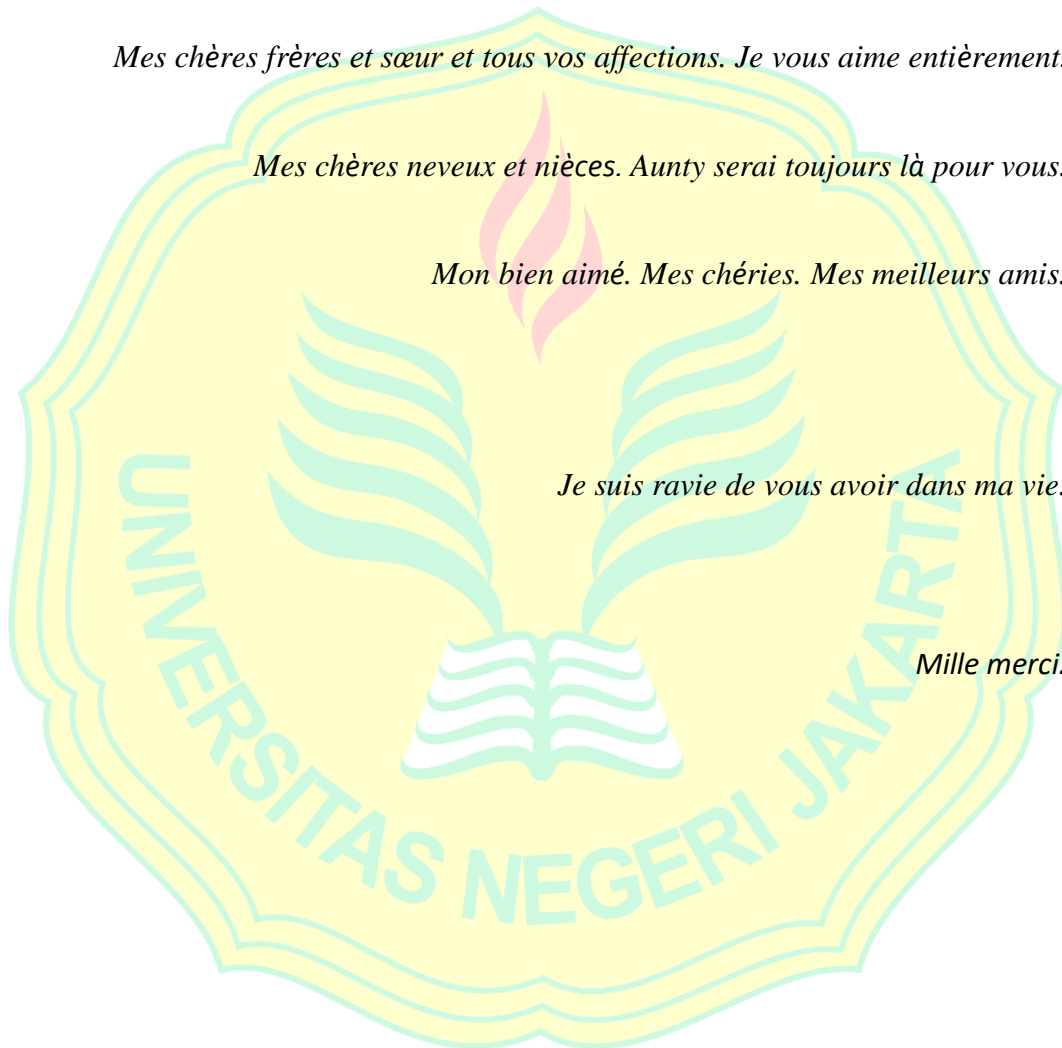 Mes chères frères et sœur et tous vos affections. Je vous aime entièrement.
Mes chères neveux et nièces. Aunty serai toujours là pour vous.
Mon bien aimé. Mes chéries. Mes meilleurs amis.
Je suis ravie de vous avoir dans ma vie.
Mille merci.
UNIVERSITAS NEGERI JAKARTA